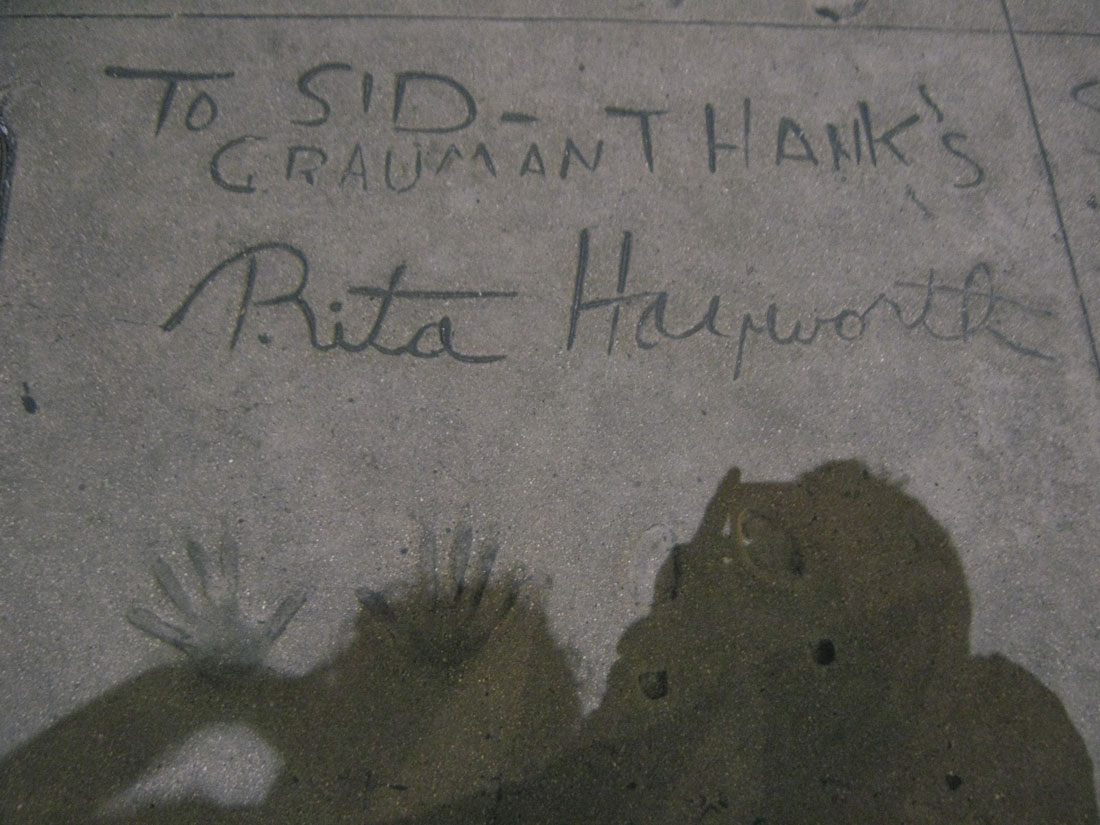 TO SID-
GRAUMAN THANK'S
Rita Hayworth